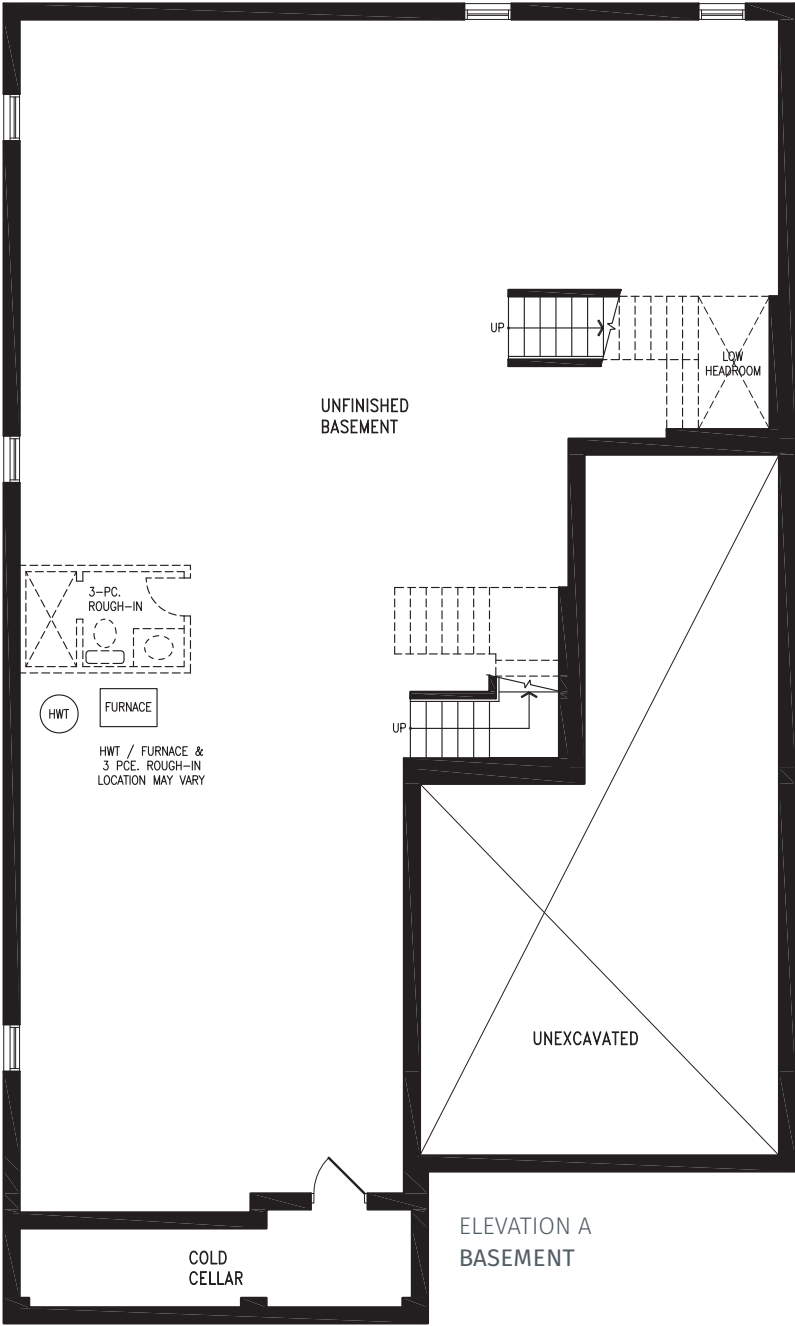 UP
LOW
HEADROOM
UNFINISHED
BASEMENT
3-PC.
ROUGH-IN
HWT
FURNACE
UP
HWT / FURNACE &
3 PCE. ROUGH-IN
LOCATION MAY VARY
UNEXCAVATED
COLD
CELLAR
ELEVATION A
BASEMENT